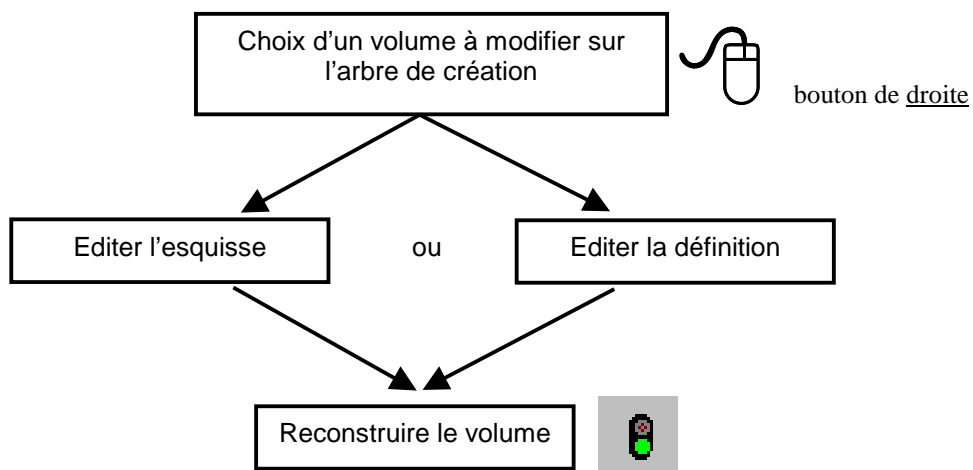 Choix d'un volume à modifier sur
l'arbre de création
bouton de droite
Editer l'esquisse
ou
Editer la définition
Reconstruire le volume